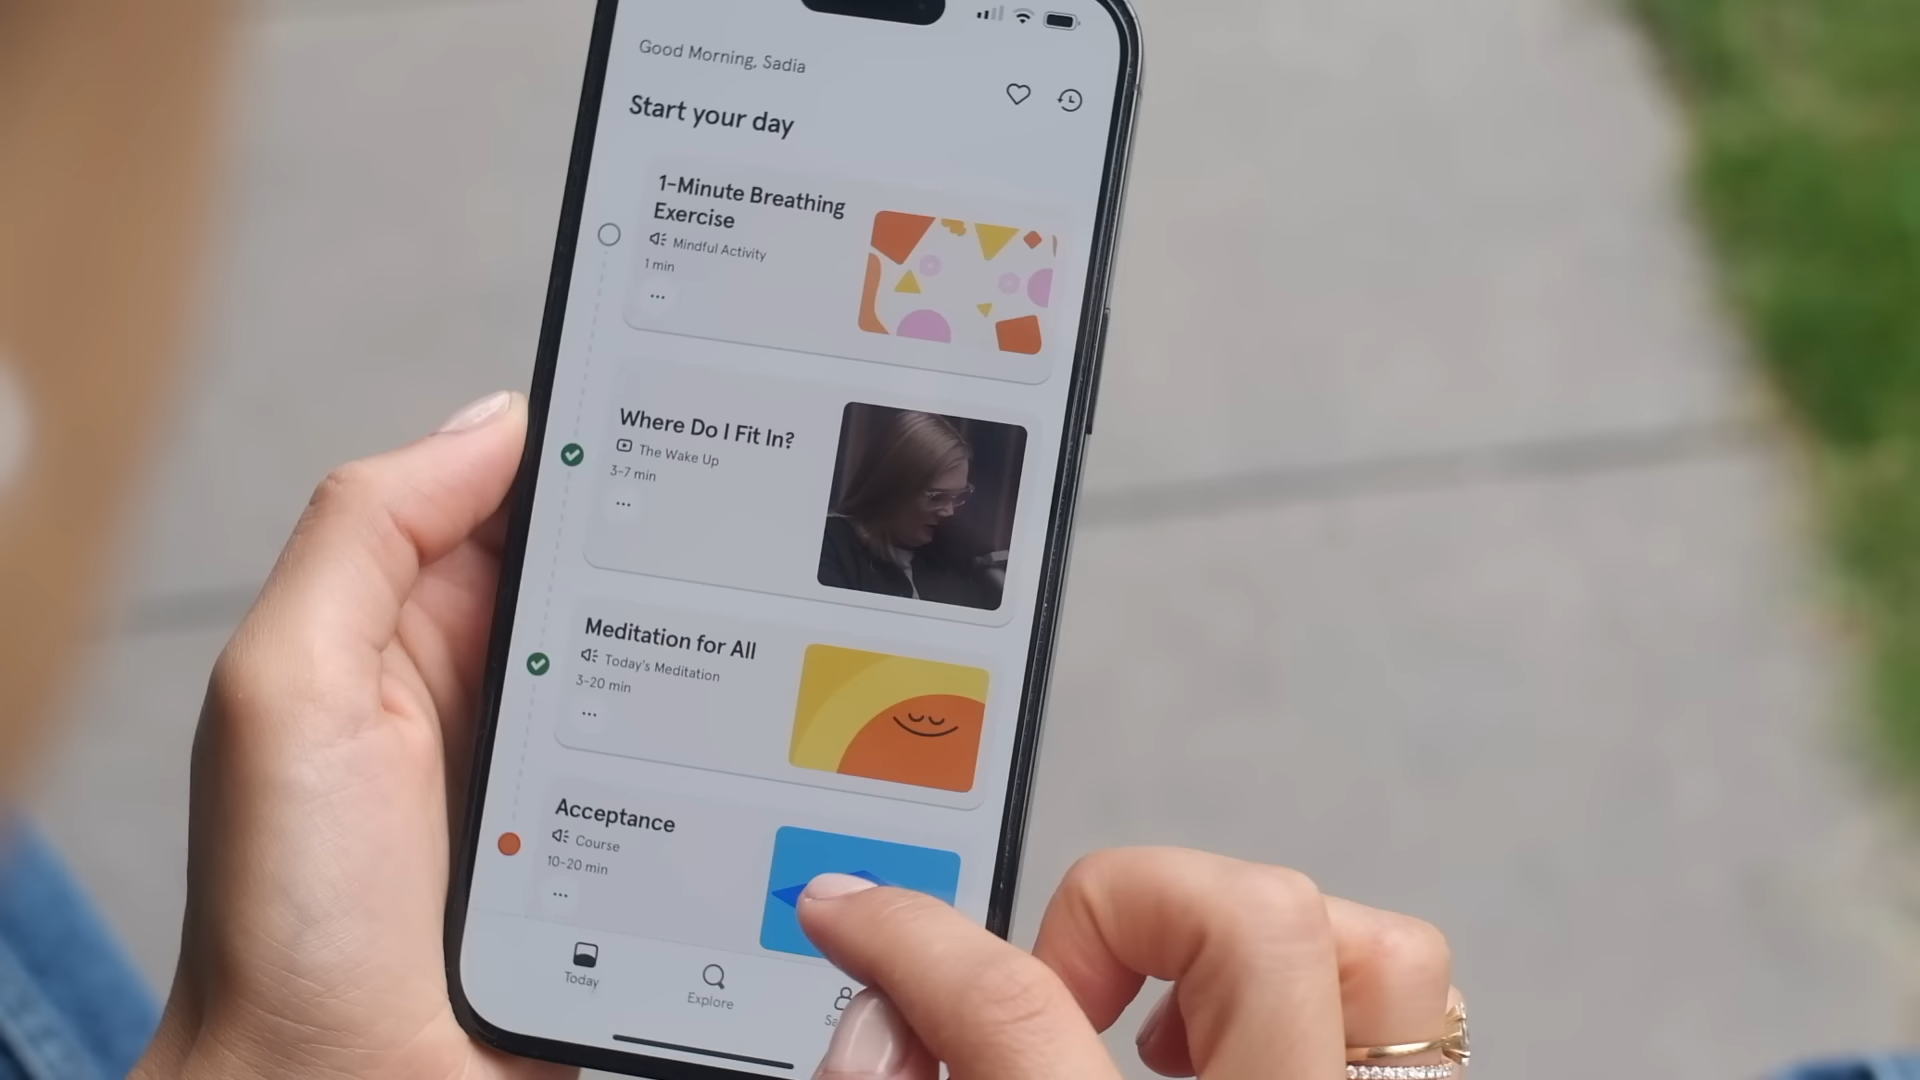 Good Morning, Sadia
Start your day
1-Minute Breathing
Exercise
Mindful Activity
1 min
Where Do I Fit In?
The Wake Up
3-7 min
Meditation for All
Today's Meditation
3-20 min
Acceptance
Course
10-20 min
Today
Explore